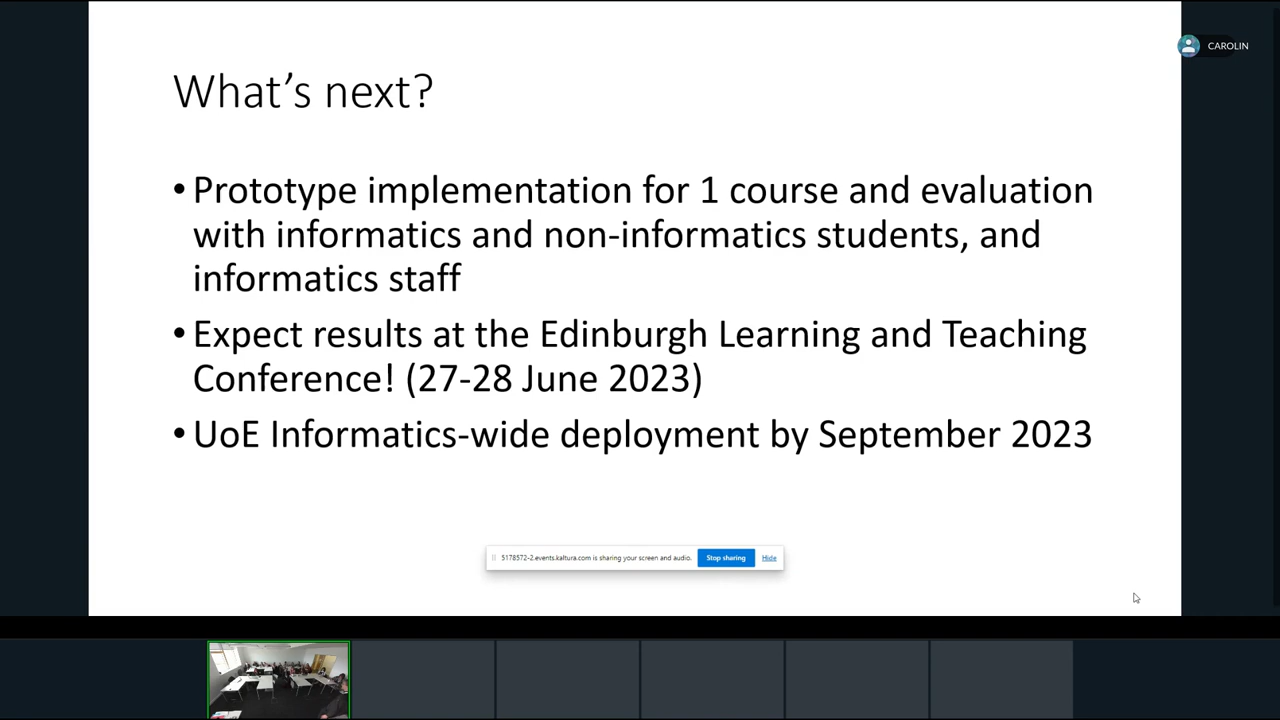 CAROLIN
What's next?
• Prototype implementation for 1 course and evaluation
with informatics and non-informatics students, and
informatics staff
• Expect results at the Edinburgh Learning and Teaching
Conference! (27-28 June 2023)
• UoE Informatics-wide deployment by September 2023
5178572-2.events.kaltura.com is sharing your screen and audio. Stop sharing Hide